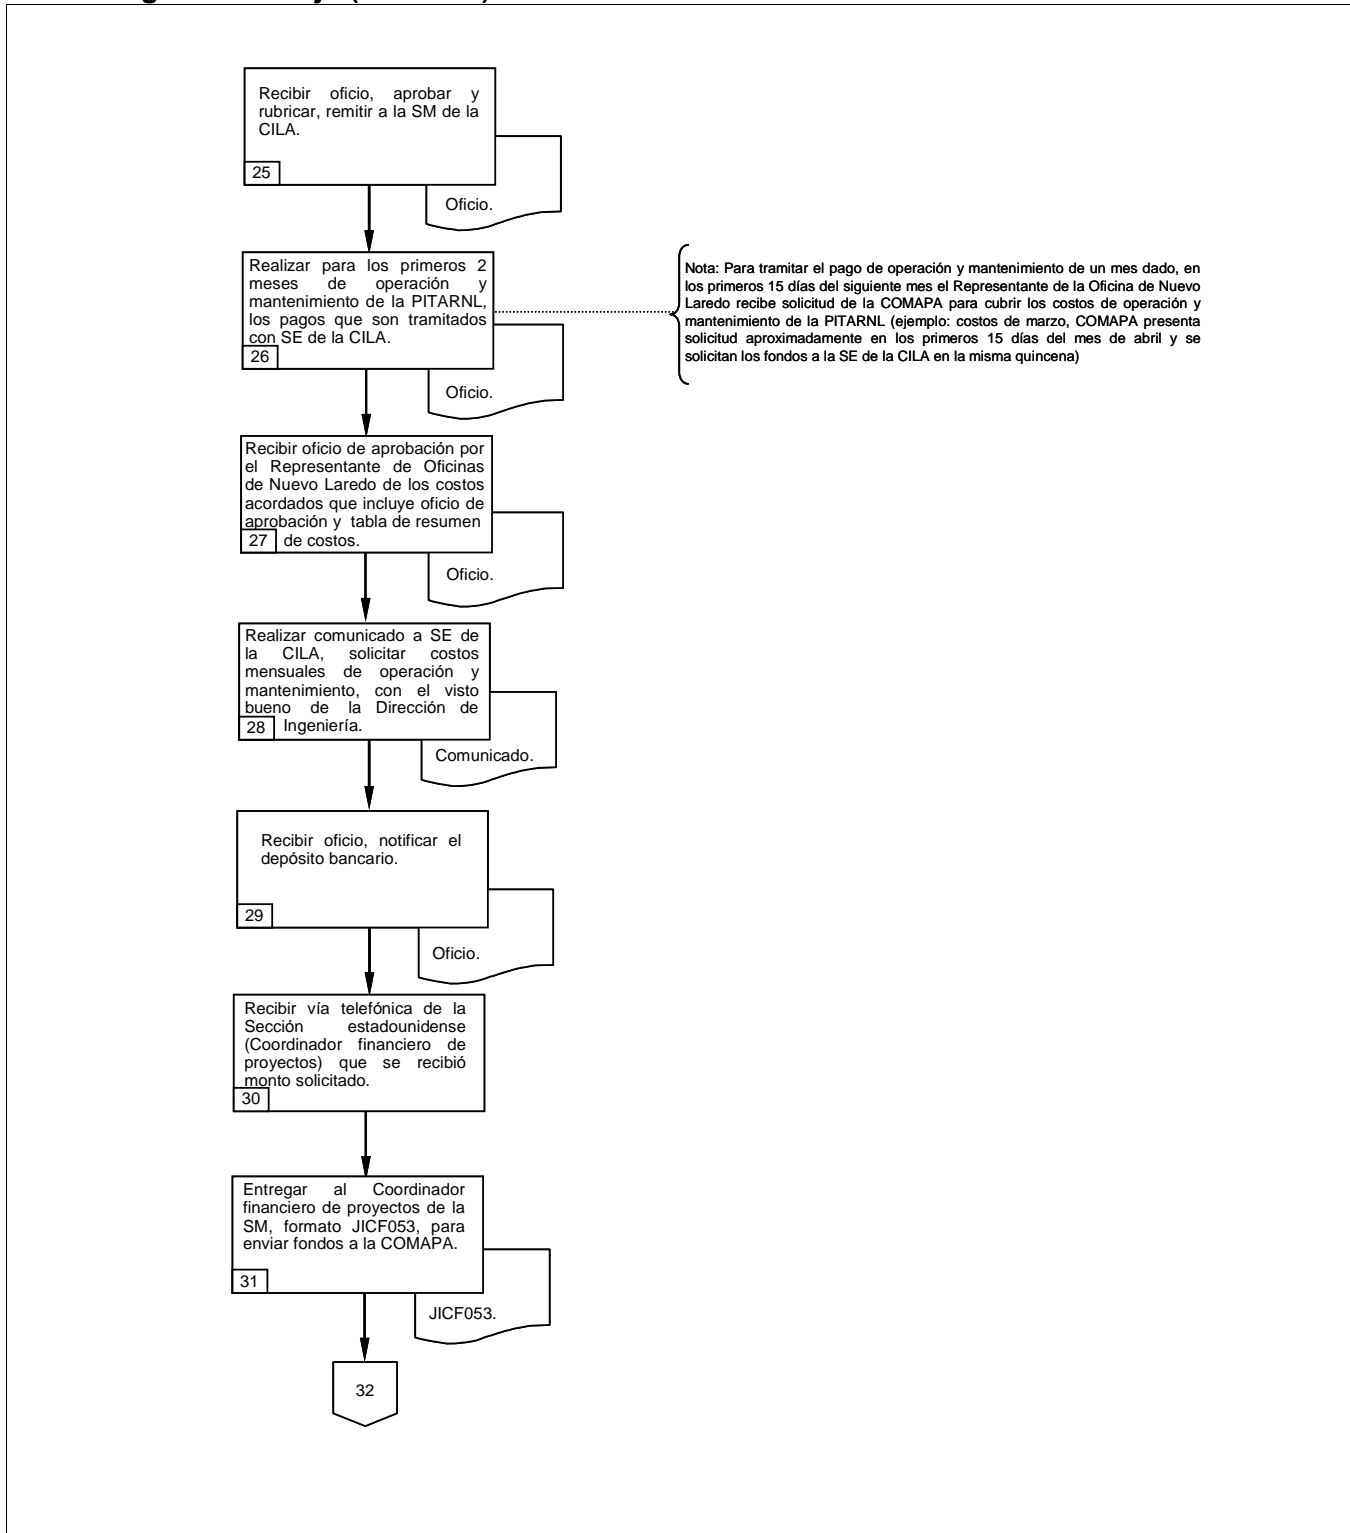 Recibir oficio, aprobar y
rubricar, remitir a la SM de la
CILA.
25
Oficio.
Realizar para los primeros 2
meses de operación y
mantenimiento de la PITARNL,
los pagos que son tramitados
con SE de la CILA.
26
Oficio.
Nota: Para tramitar el pago de operación y mantenimiento de un mes dado, en
los primeros 15 días del siguiente mes el Representante de la Oficina de Nuevo
Laredo recibe solicitud de la COMAPA para cubrir los costos de operación y
mantenimiento de la PITARNL (ejemplo: costos de marzo, COMAPA presenta
solicitud aproximadamente en los primeros 15 días del mes de abril y se
solicitan los fondos a la SE de la CILA en la misma quincena)
Recibir oficio de aprobación por
el Representante de Oficinas
de Nuevo Laredo de los costos
acordados que incluye oficio de
aprobación y tabla de resumen
27 de costos.
Oficio.
Realizar comunicado a SE de
la CILA, solicitar costos
mensuales de operación y
mantenimiento, con el visto
bueno de la Dirección de
28 Ingeniería.
Comunicado.
Recibir oficio, notificar el
depósito bancario.
29
Oficio.
Recibir vía telefónica de la
Sección estadounidense
(Coordinador financiero de
proyectos) que se recibió
monto solicitado.
30
Entregar al Coordinador
financiero de proyectos de la
SM, formato JICF053, para
enviar fondos a la COMAPA.
31
JICF053.
32